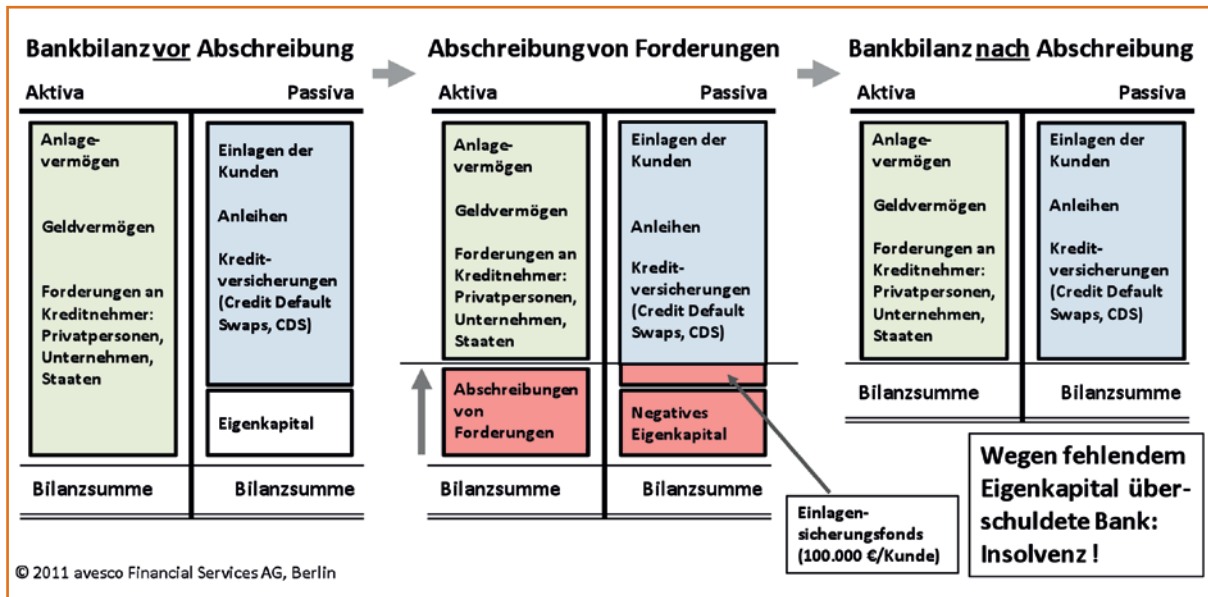 Bankbilanz vor Abschreibung
Aktiva
Passiva
Anlage-
vermögen
Geldvermögen
Forderungen an
Kreditnehmer:
Privatpersonen,
Unternehmen,
Staaten
Einlagen der
Kunden
Anleihen
Kredit-
versicherungen
(Credit Default
Swaps, CDS)
Eigenkapital
Bilanzsumme
Bilanzsumme
Abschreibung von Forderungen
Aktiva
Passiva
Anlage-
vermögen
Geldvermögen
Forderungen an
Kreditnehmer:
Privatpersonen,
Unternehmen,
Staaten
Abschreibungen
von
Forderungen
Einlagen der
Kunden
Anleihen
Kredit-
versicherungen
(Credit Default
Swaps, CDS)
Negatives
Eigenkapital
Bilanzsumme
Bilanzsumme
Einlagen-
sicherungsfonds
(100.000 €/Kunde)
Bankbilanz nach Abschreibung
Aktiva
Passiva
Anlage-
vermögen
Geldvermögen
Forderungen an
Kreditnehmer:
Privatpersonen,
Unternehmen,
Staaten
Einlagen der
Kunden
Anleihen
Kredit-
versicherungen
(Credit Default
Swaps, CDS)
Bilanzsumme
Bilanzsumme
Wegen fehlendem
Eigenkapital über-
schuldete Bank:
Insolvenz !
© 2011 avesco Financial Services AG, Berlin